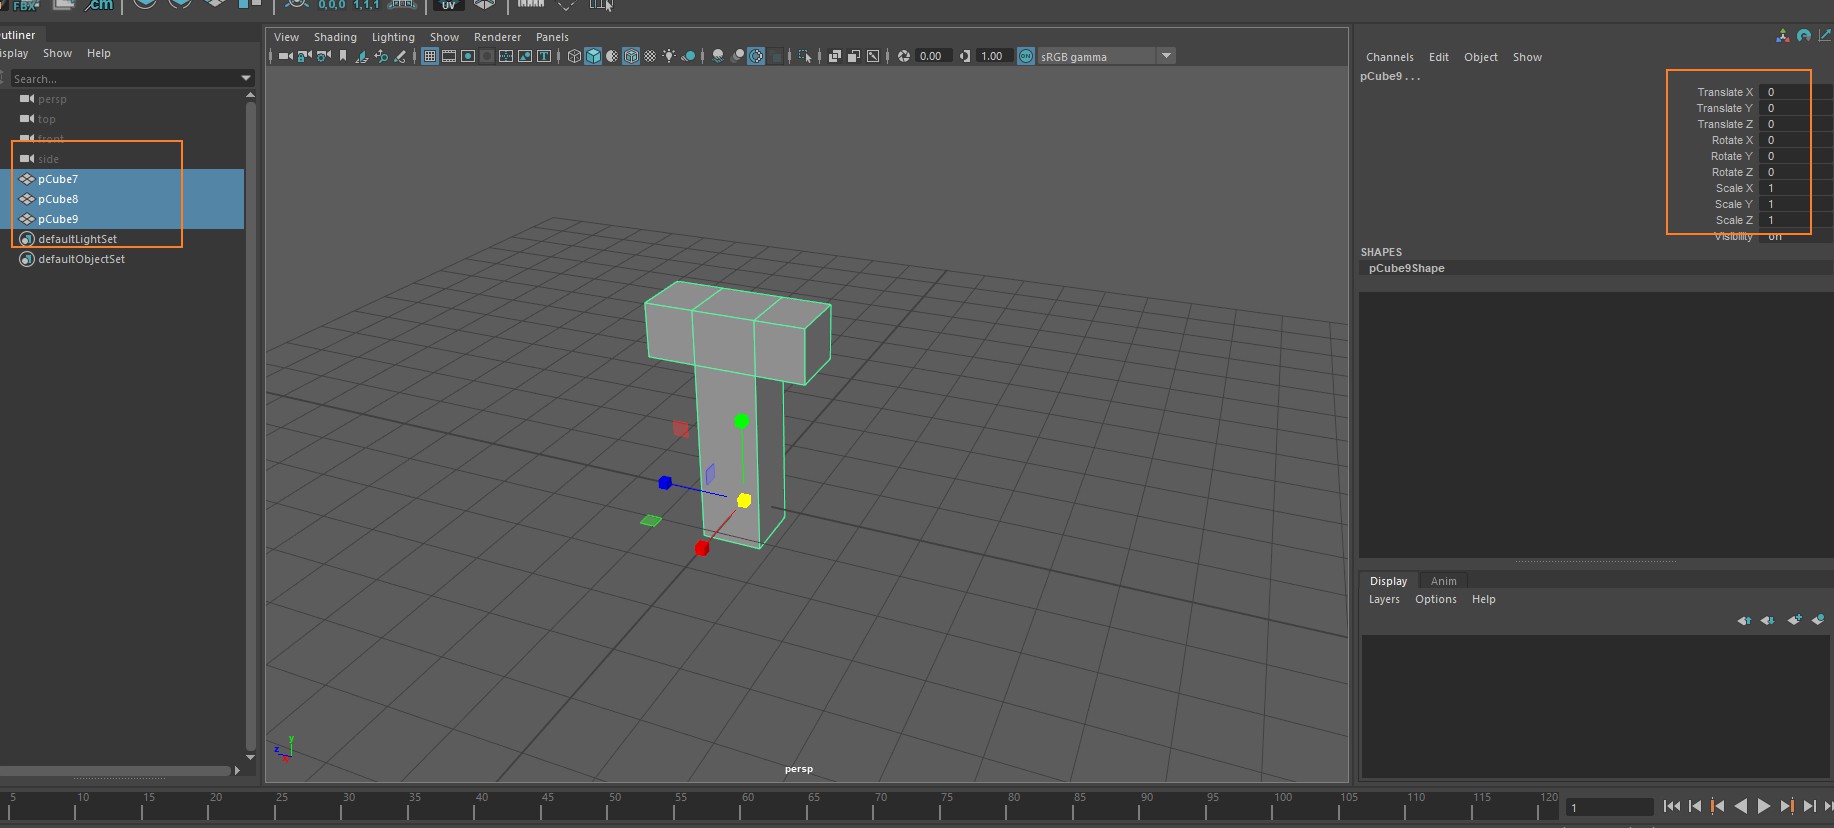 FBX
cm
0,0,0 1,1,1
UV
utliner
isplay Show Help
Search...
persp
top
front
side
pCube7
pCube8
pCube9
defaultLightSet
defaultObjectSet
View Shading Lighting Show Renderer Panels
0.00 1.00 ON sRGB gamma
y
z
persp
Channels Edit Object Show
pCube9 . . .
Translate X 0
Translate Y 0
Translate Z 0
Rotate X 0
Rotate Y 0
Rotate Z 0
Scale X 1
Scale Y 1
Scale Z 1
Visibility on
SHAPES
pCube9Shape
Display Anim
Layers Options Help
5 10 15 20 25 30 35 40 45 50 55 60 65 70 75 80 85 90 95 100 105 110 115 120
1